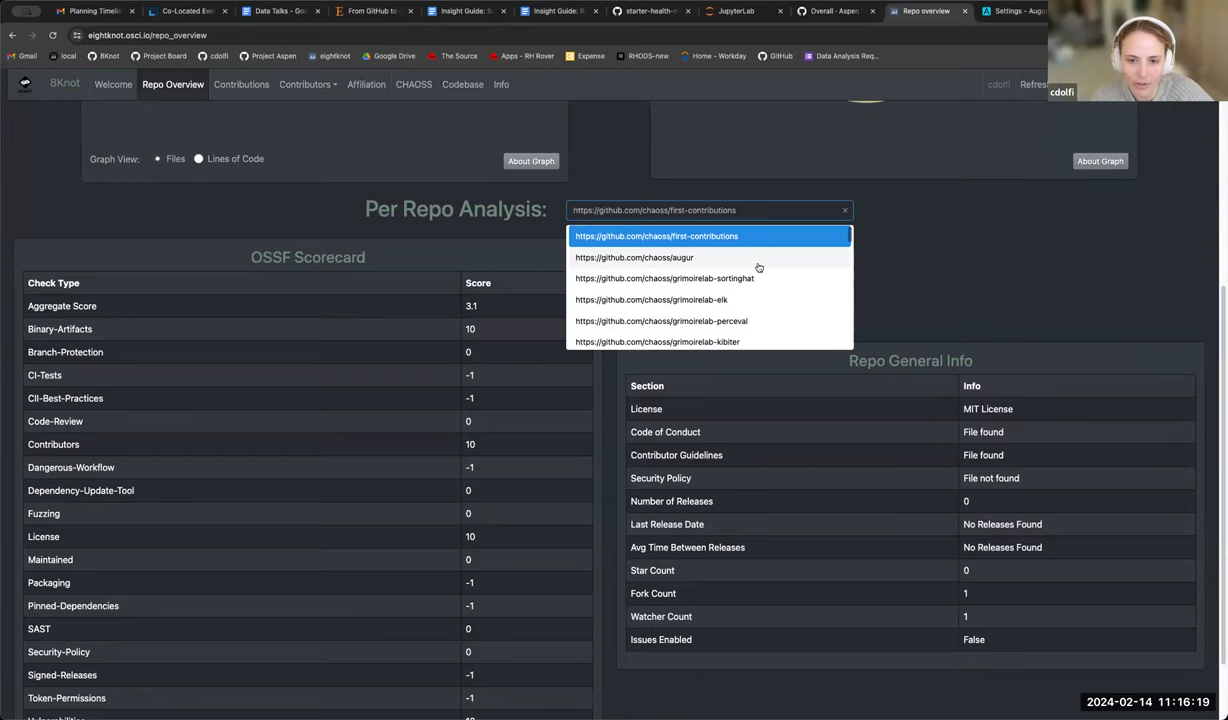 Planning Timelin
Co-Located Event
Data Talks - Goo
From GitHub to
Insight Guide: S
Insight Guide: R
starter-health-m
JupyterLab
Overall - Aspen
Repo overview
Settings - Augu
eightknot.osci.io/repo_overview
Gmail
local
8Knot
Project Board
cdolfi
Project Aspen
eightknot
Google Drive
The Source
Apps - RH Rover
Expense
RHODS-new
Home - Workday
GitHub
Data Analysis Req...
8Knot Welcome Repo Overview Contributions Contributors Affiliation CHAOSS Codebase Info cdolfi Refres
cdolfi
Graph View: Files Lines of Code About Graph
About Graph
Per Repo Analysis: https://github.com/chaoss/first-contributions ×
https://github.com/chaoss/first-contributions
https://github.com/chaoss/augur
https://github.com/chaoss/grimoirelab-sortinghat
https://github.com/chaoss/grimoirelab-elk
https://github.com/chaoss/grimoirelab-perceval
https://github.com/chaoss/grimoirelab-kibiter
OSSF Scorecard
Check Type Score
Aggregate Score 3.1
Binary-Artifacts 10
Branch-Protection 0
CI-Tests -1
CII-Best-Practices -1
Code-Review 0
Contributors 10
Dangerous-Workflow -1
Dependency-Update-Tool 0
Fuzzing 0
License 10
Maintained 0
Packaging -1
Pinned-Dependencies -1
SAST 0
Security-Policy 0
Signed-Releases -1
Token-Permissions -1
Repo General Info
Section Info
License MIT License
Code of Conduct File found
Contributor Guidelines File found
Security Policy File not found
Number of Releases 0
Last Release Date No Releases Found
Avg Time Between Releases No Releases Found
Star Count 0
Fork Count 1
Watcher Count 1
Issues Enabled False
2024-02-14 11:16:19